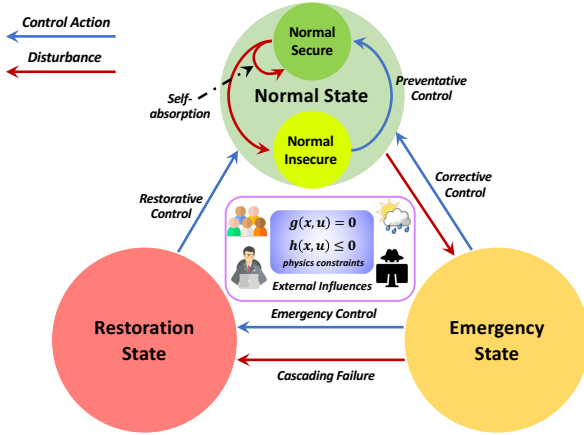 Control Action
Disturbance
Normal
Secure
Self-
absorption
Normal State
Preventative
Control
Normal
Insecure
Restorative
Control
Corrective
Control
g(x, u) = 0
h(x, u) ≤ 0
physics constraints
External Influences
Restoration
State
Emergency Control
Cascading Failure
Emergency
State